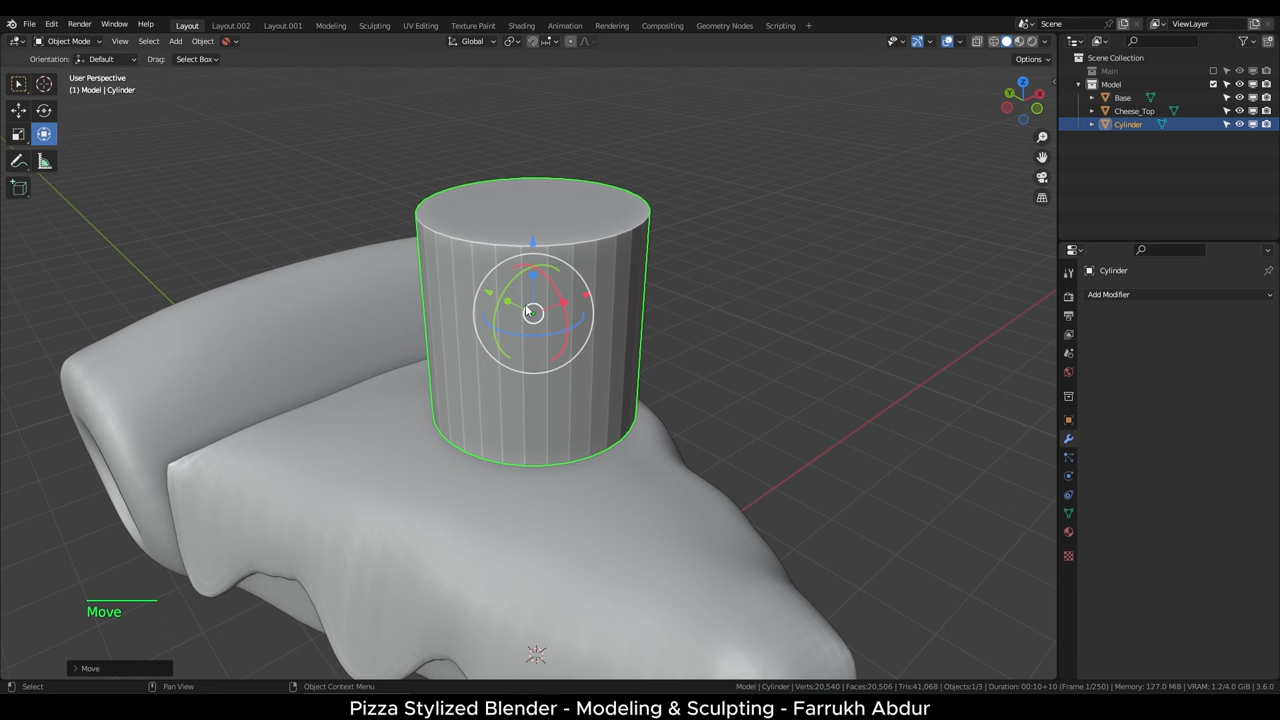 File Edit Render Window Help Layout Layout.002 Layout.001 Modeling Sculpting UV Editing Texture Paint Shading Animation Rendering Compositing Geometry Nodes Scripting + Scene ViewLayer
Object Mode View Select Add Object Global
Orientation: Default Drag: Select Box Options
User Perspective
(1) Model | Cylinder
Scene Collection
Main
Model
Base
Cheese_Top
Cylinder
Cylinder
Add Modifier
Z
Y
X
Move
Move
Select Pan View Object Context Menu Model | Cylinder | Verts:20,540 | Faces:20,506 | Tris:41,068 | Objects:1/3 | Duration: 00:10+10 (Frame 1/250) | Memory: 127.0 MiB | VRAM: 1.2/4.0 GiB | 3.6.0
Pizza Stylized Blender - Modeling & Sculpting - Farrukh Abdur